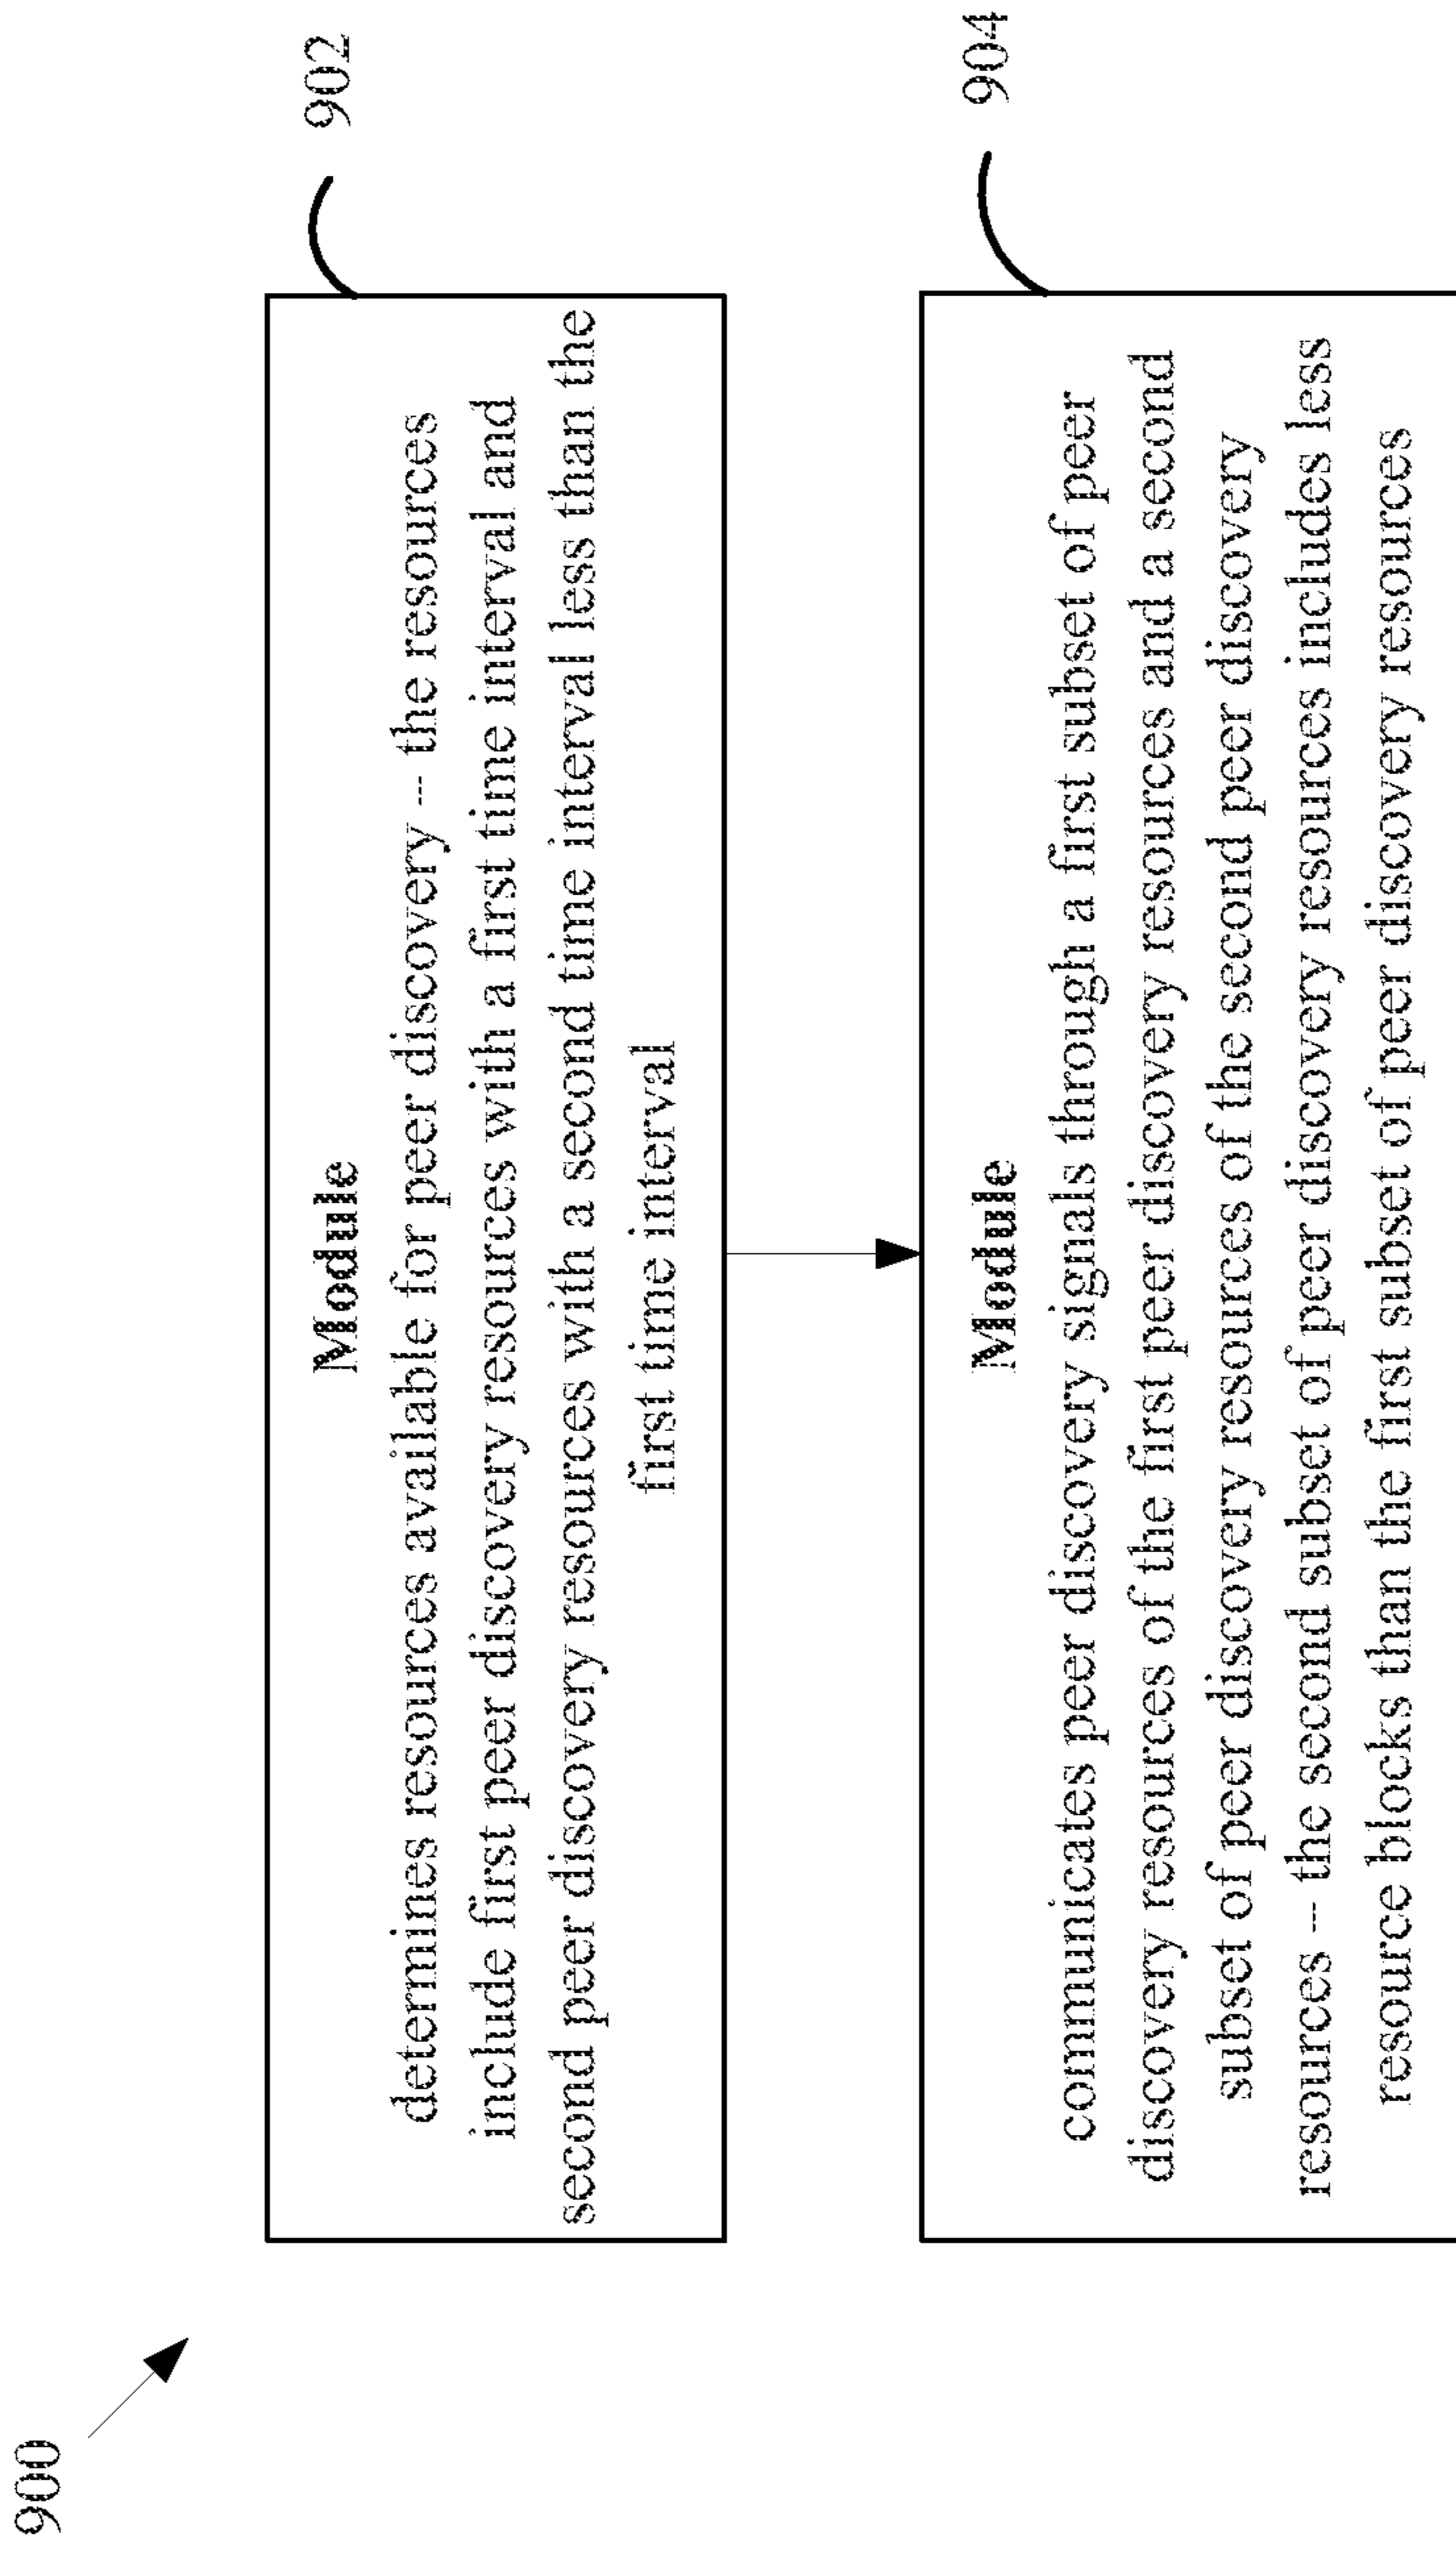 900
902
Module
determines resources available for peer discovery -- the resources
include first peer discovery resources with a first time interval and
second peer discovery resources with a second time interval less than the
first time interval
904
Module
communicates peer discovery signals through a first subset of peer
discovery resources of the first peer discovery resources and a second
subset of peer discovery resources of the second peer discovery
resources -- the second subset of peer discovery resources includes less
resource blocks than the first subset of peer discovery resources